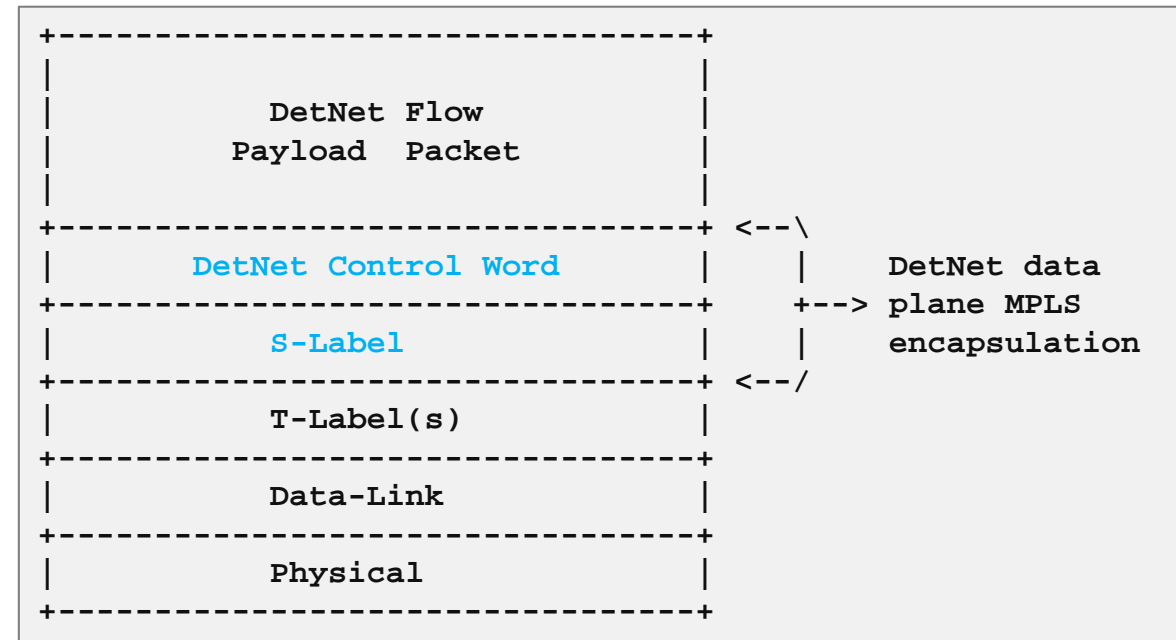 +---------------------------------+
|                                 |
|           DetNet Flow           |
|         Payload  Packet         |
|                                 |
+---------------------------------+ <--\
|       DetNet Control Word       |    |    DetNet data
+---------------------------------+    +--> plane MPLS
|           S-Label               |    |    encapsulation
+---------------------------------+ <--/
|           T-Label(s)            |
+---------------------------------+
|           Data-Link             |
+---------------------------------+
|           Physical              |
+---------------------------------+